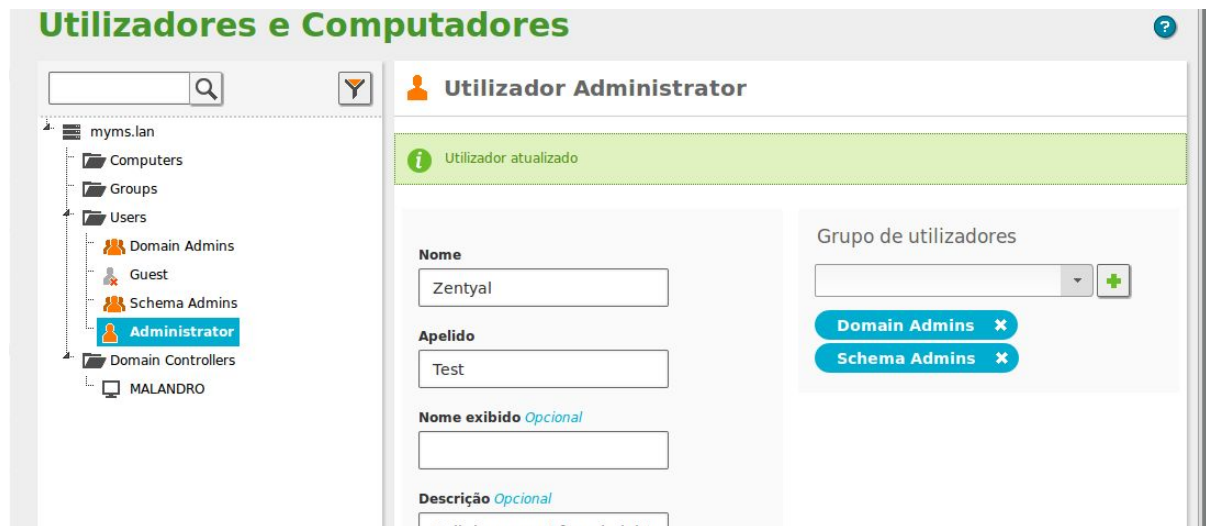 Utilizadores e Computadores
?
myms.lan
Computers
Groups
Users
Domain Admins
Guest
Schema Admins
Administrator
Domain Controllers
MALANDRO
Utilizador Administrator
i Utilizador atualizado
Nome
Zentyal
Apelido
Test
Nome exibido Opcional
Descrição Opcional
Grupo de utilizadores
Domain Admins
Schema Admins